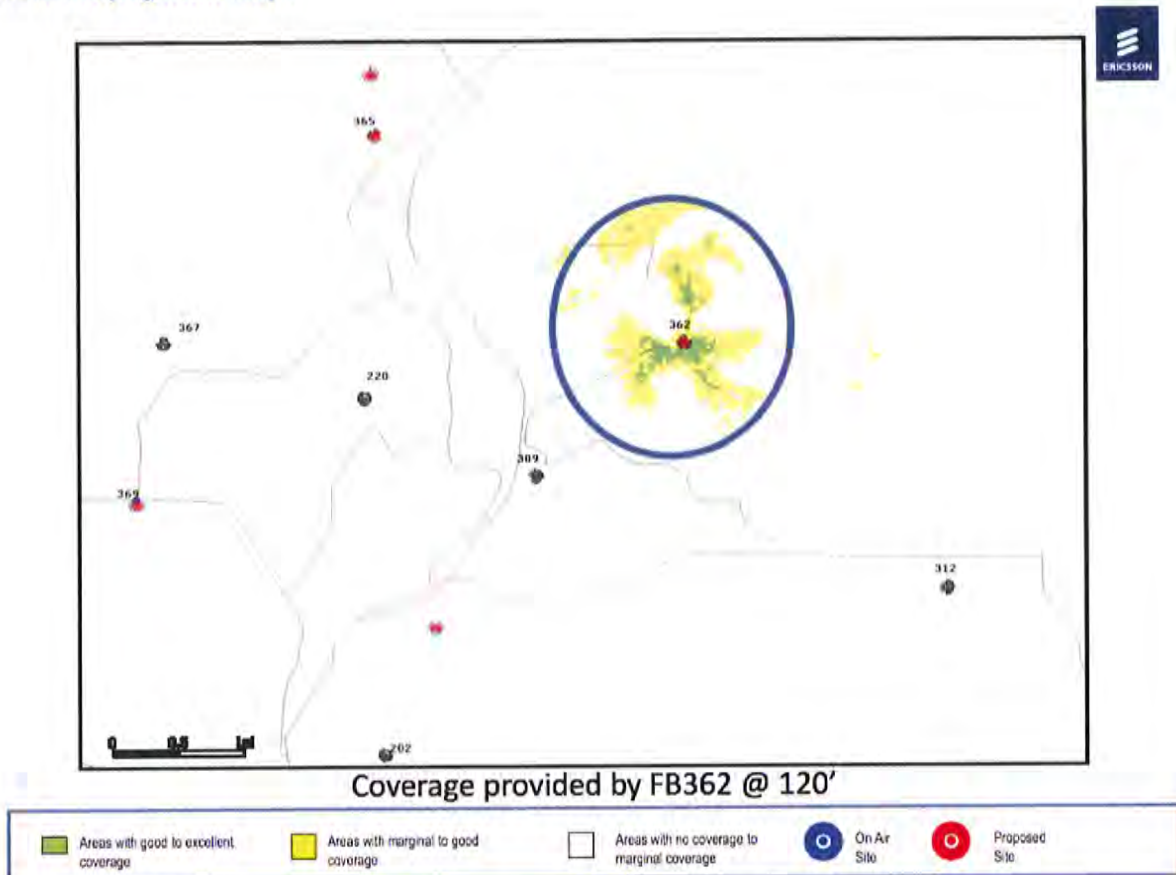 ERICSSON
365
362
367
220
309
369
312
0 0.5 1mi
202
Coverage provided by FB362 @ 120'
Areas with good to excellent
coverage
Areas with marginal to good
coverage
Areas with no coverage to
marginal coverage
On Air
Site
Proposed
Site